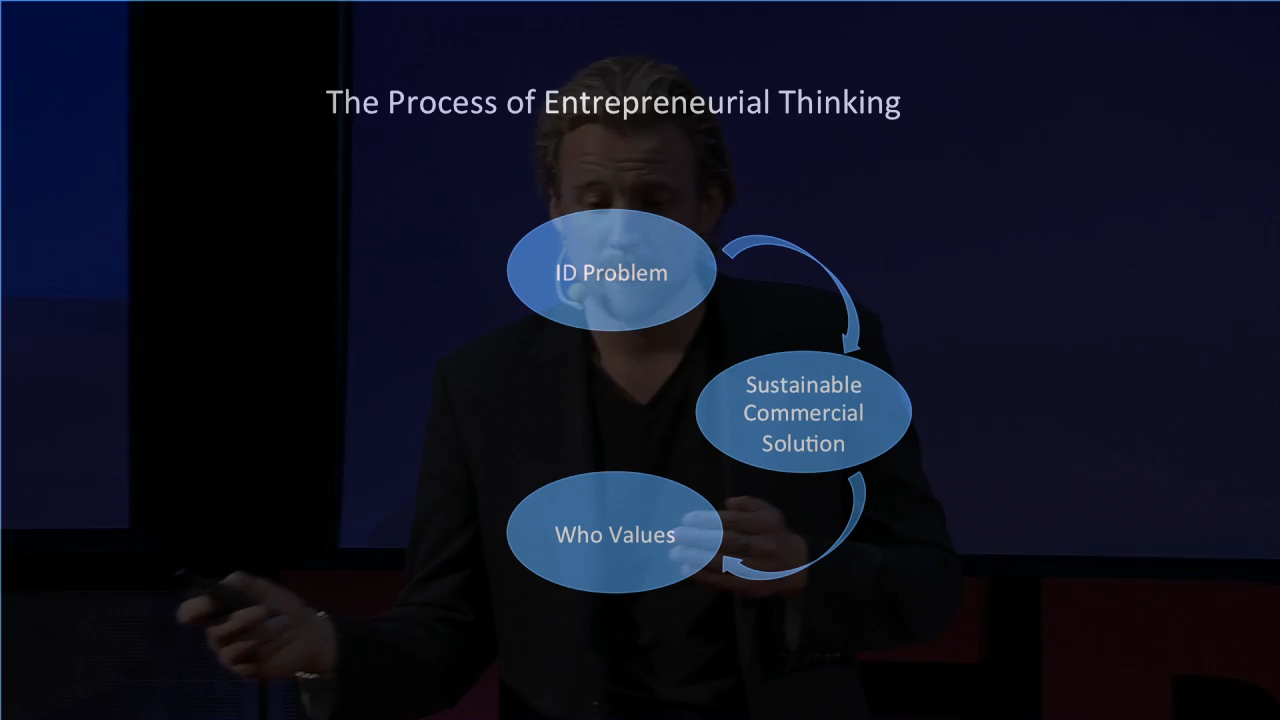 The Process of Entrepreneurial Thinking
ID Problem
Sustainable
Commercial
Solution
Who Values